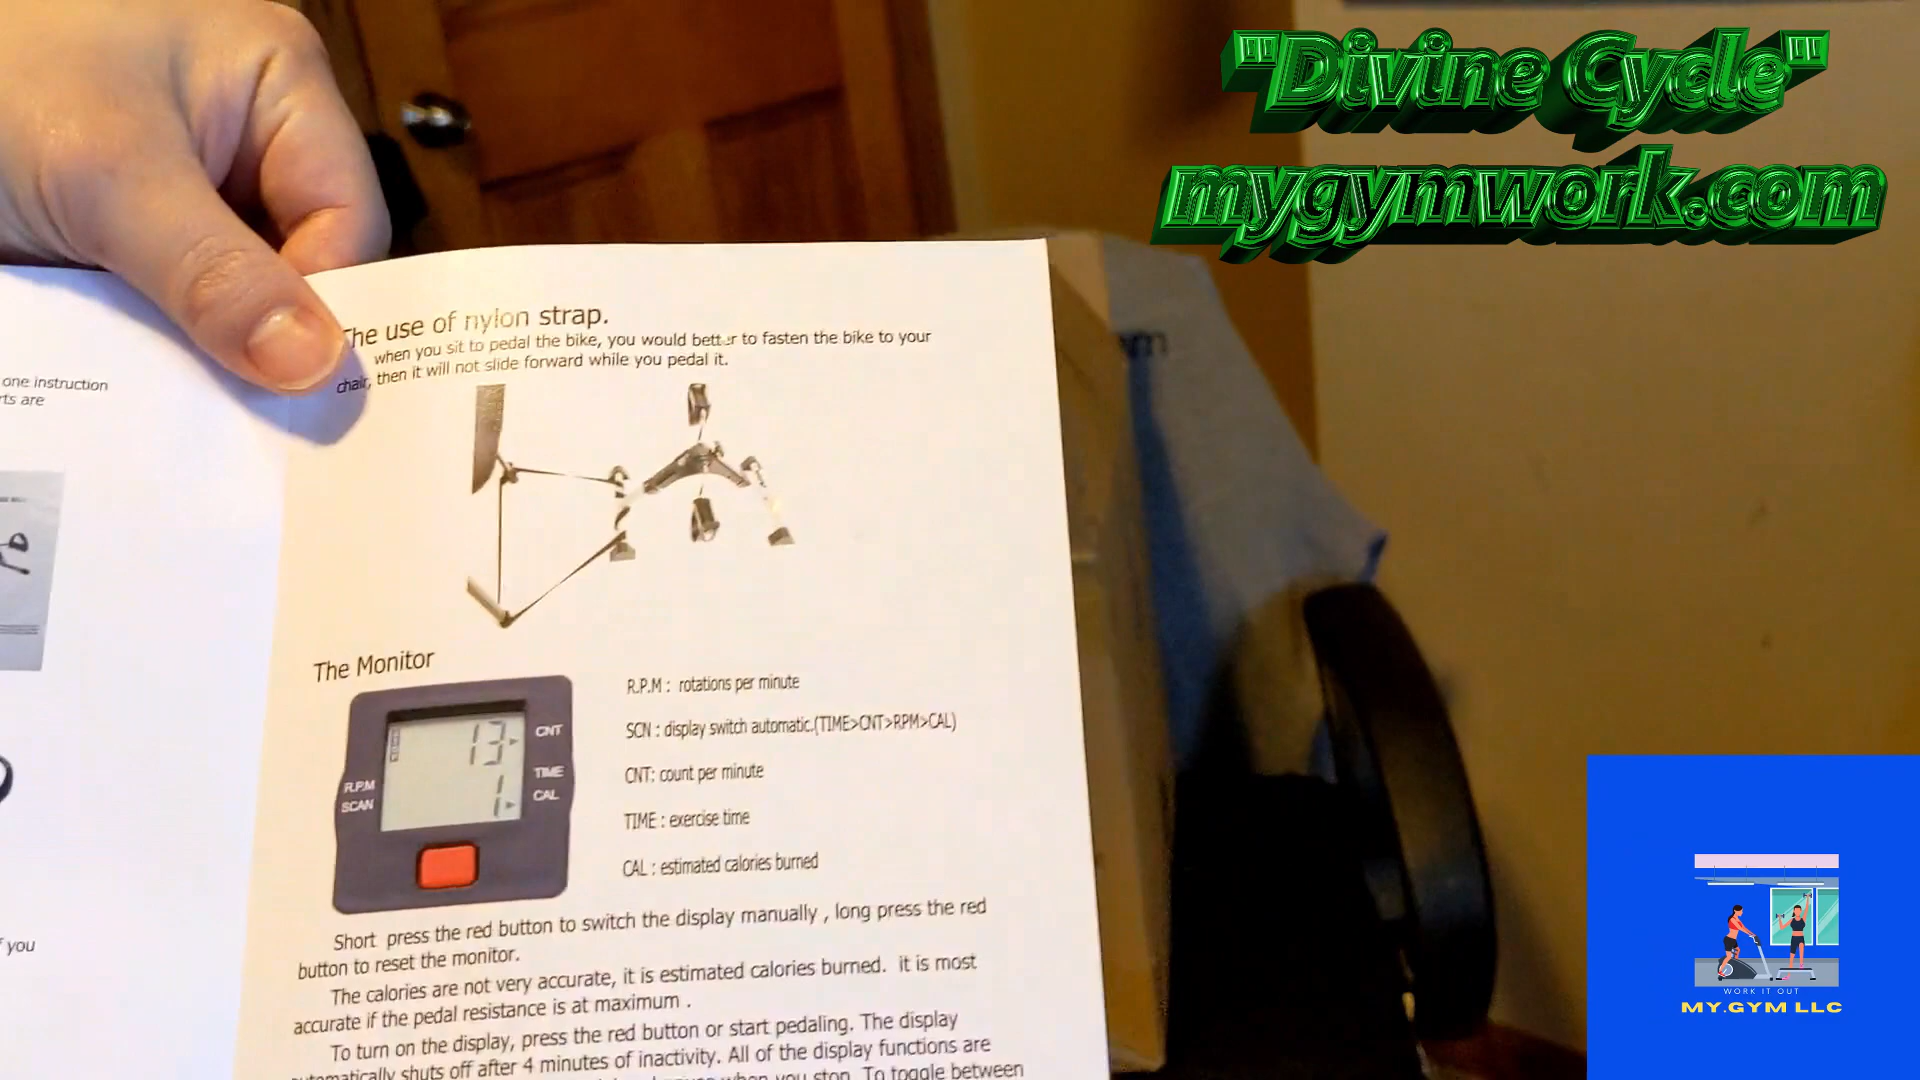 "Divine Cycle"
mygymwork.com
one instruction
rts are
The use of nylon strap.
when you sit to pedal the bike, you would better to fasten the bike to your
chair, then it will not slide forward while you pedal it.
The Monitor
R.P.M : rotations per minute
SCN : display switch automatic.(TIME>CNT>RPM>CAL)
CNT: count per minute
TIME : exercise time
CAL : estimated calories burned
13
1
CNT
TIME
CAL
R.P.M
SCAN
Short press the red button to switch the display manually , long press the red
button to reset the monitor.
The calories are not very accurate, it is estimated calories burned. it is most
accurate if the pedal resistance is at maximum .
To turn on the display, press the red button or start pedaling. The display
automatically shuts off after 4 minutes of inactivity. All of the display functions are
when you stop. To toggle between
you
WORK IT OUT
MY.GYM LLC